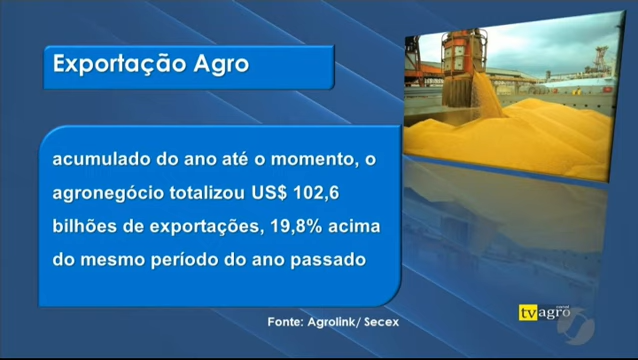 Exportação Agro
acumulado do ano até o momento, o
agronegócio totalizou US$ 102,6
bilhões de exportações, 19,8% acima
do mesmo período do ano passado
Fonte: Agrolink/ Secex
tvagro